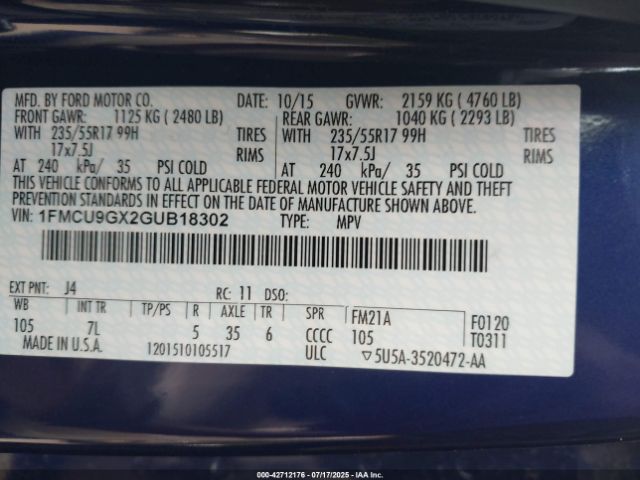 MFD. BY FORD MOTOR CO. DATE: 10/15 GVWR: 2159 KG ( 4760 LB)
FRONT GAWR: 1125 KG ( 2480 LB) REAR GAWR: 1040 KG ( 2293 LB)
WITH 235/55R17 99H TIRES WITH 235/55R17 99H TIRES
17x7.5J RIMS 17x7.5J RIMS
AT 240 kPa/ 35 PSI COLD AT 240 kPa/ 35 PSI COLD
THIS VEHICLE CONFORMS TO ALL APPLICABLE FEDERAL MOTOR VEHICLE SAFETY AND THEFT
PREVENTION STANDARDS IN EFFECT ON THE DATE OF MANUFACTURE SHOWN ABOVE.
VIN: 1FMCU9GX2GUB18302 TYPE: MPV
EXT PNT: J4 RC: 11 DSO:
WB INT TR TP/PS R AXLE TR SPR FM21A F0120
105 7L 5 35 6 CCCC 105 T0311
MADE IN U.S.A. 1201510105517 ULC ▽5U5A-3520472-AA
000-42712176 | 07/17/2025 - IAA Inc.